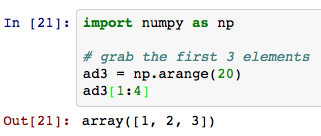 In [21]: import numpy as np
# grab the first 3 elements
ad3 = np.arange(20)
ad3[1:4]
Out[21]: array([1, 2, 3])